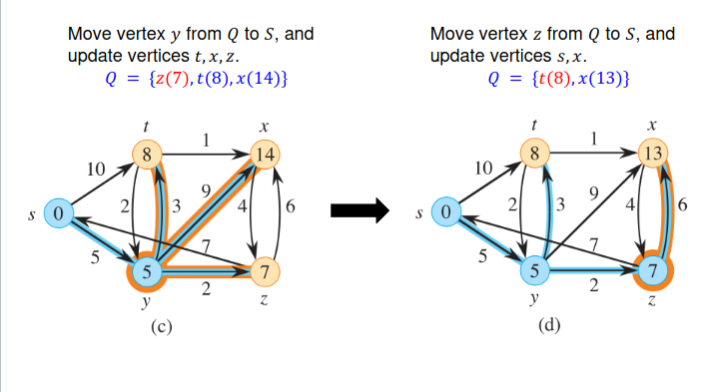 Move vertex y from Q to S, and
update vertices t, x, z.
Q = {z(7), t(8), x(14)}
t
x
1
8
14
10
9
2
3
4
6
s
0
7
5
5
7
2
y
z
(c)
Move vertex z from Q to S, and
update vertices s, x.
Q = {t(8), x(13)}
t
x
1
8
13
10
9
2
3
4
6
s
0
7
5
5
7
2
y
z
(d)